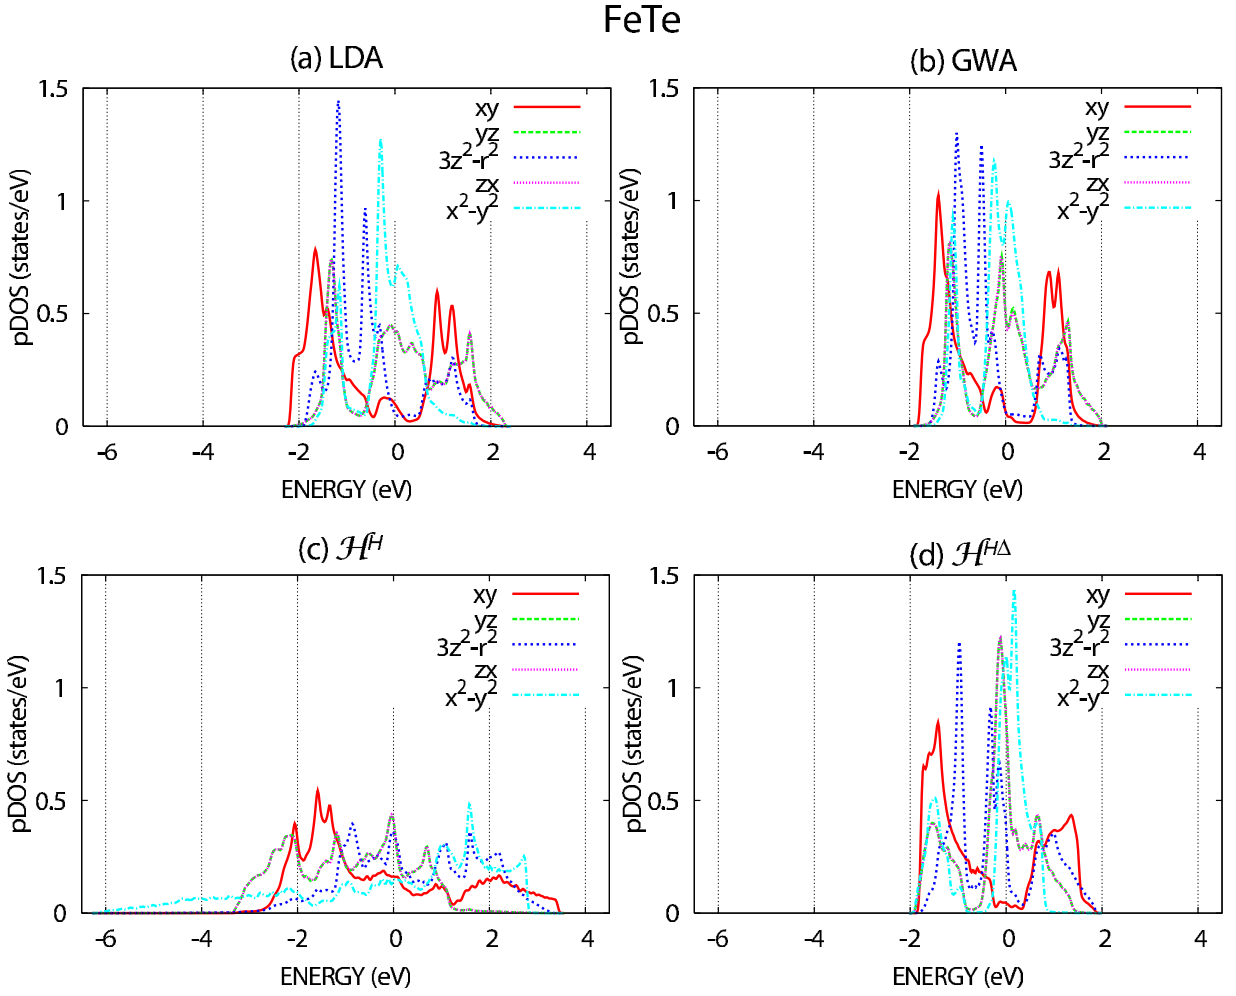 FeTe
(a) LDA
pDOS (states/eV)
1.5
1
0.5
0
xy
yz
3z²-r²
zx
x²-y²
-6 -4 -2 0 2 4
ENERGY (eV)
(b) GWA
pDOS (states/eV)
1.5
1
0.5
0
xy
yz
3z²-r²
zx
x²-y²
-6 -4 -2 0 2 4
ENERGY (eV)
(c) ℋᴴ
pDOS (states/eV)
1.5
1
0.5
0
xy
yz
3z²-r²
zx
x²-y²
-6 -4 -2 0 2 4
ENERGY (eV)
(d) ℋᴴΔ
pDOS (states/eV)
1.5
1
0.5
0
xy
yz
3z²-r²
zx
x²-y²
-6 -4 -2 0 2 4
ENERGY (eV)